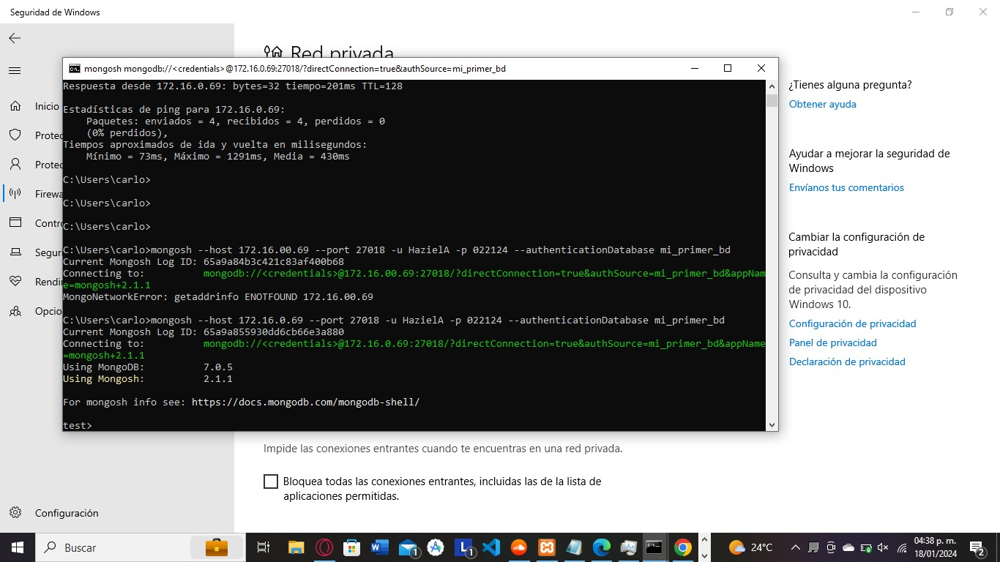 Seguridad de Windows
Red privada
mongosh mongodb://<credentials>@172.16.0.69:27018/?directConnection=true&authSource=mi_primer_bd
Respuesta desde 172.16.0.69: bytes=32 tiempo=201ms TTL=128
Estadísticas de ping para 172.16.0.69:
Paquetes: enviados = 4, recibidos = 4, perdidos = 0
(0% perdidos),
Tiempos aproximados de ida y vuelta en milisegundos:
Mínimo = 73ms, Máximo = 1291ms, Media = 430ms
C:\Users\carlo>
C:\Users\carlo>
C:\Users\carlo>
C:\Users\carlo>mongosh --host 172.16.00.69 --port 27018 -u HazielA -p 022124 --authenticationDatabase mi_primer_bd
Current Mongosh Log ID: 65a9a84b3c421c83af400b68
Connecting to: mongodb://<credentials>@172.16.00.69:27018/?directConnection=true&authSource=mi_primer_bd&appNam
e=mongosh+2.1.1
MongoNetworkError: getaddrinfo ENOTFOUND 172.16.00.69
C:\Users\carlo>mongosh --host 172.16.0.69 --port 27018 -u HazielA -p 022124 --authenticationDatabase mi_primer_bd
Current Mongosh Log ID: 65a9a855930dd6cb66e3a880
Connecting to: mongodb://<credentials>@172.16.0.69:27018/?directConnection=true&authSource=mi_primer_bd&appName
=mongosh+2.1.1
Using MongoDB: 7.0.5
Using Mongosh: 2.1.1
For mongosh info see: https://docs.mongodb.com/mongodb-shell/
test>
Inicio
Protec
Protec
Firewa
Contr
Segur
Rendi
Opcio
Configuración
Impide las conexiones entrantes cuando te encuentras en una red privada.
Bloquea todas las conexiones entrantes, incluidas las de la lista de
aplicaciones permitidas.
¿Tienes alguna pregunta?
Obtener ayuda
Ayudar a mejorar la seguridad de
Windows
Envíanos tus comentarios
Cambiar la configuración de
privacidad
Consulta y cambia la configuración
de privacidad del dispositivo
Windows 10.
Configuración de privacidad
Panel de privacidad
Declaración de privacidad
Buscar
1
L
1
24°C
04:38 p. m.
18/01/2024
2